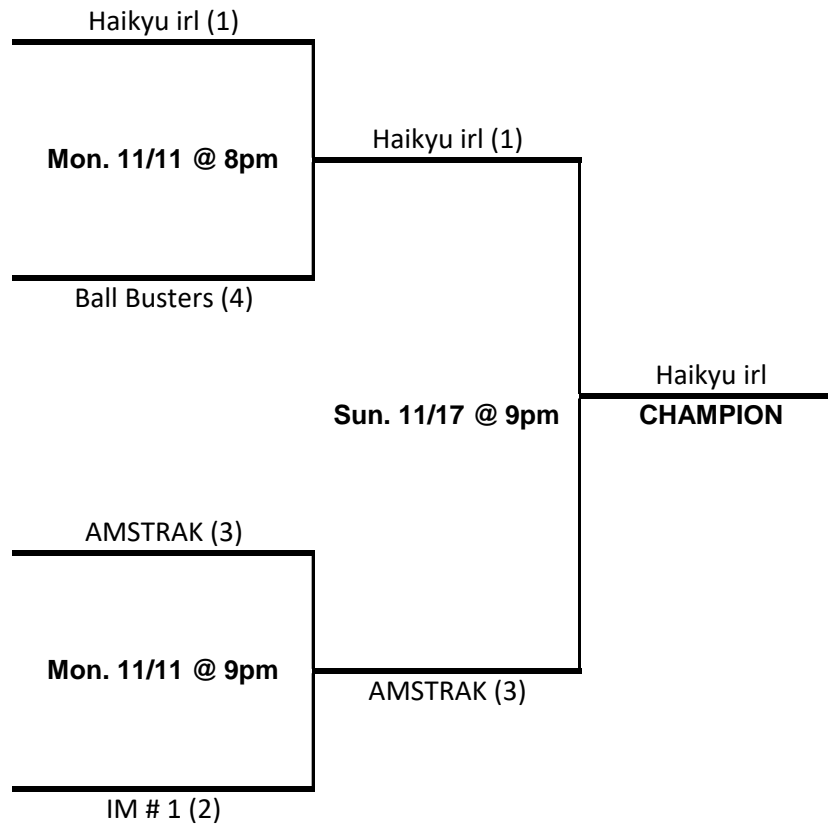 Haikyu irl (1)
Mon. 11/11 @ 8pm
Haikyu irl (1)
Ball Busters (4)
Haikyu irl
Sun. 11/17 @ 9pm
CHAMPION
AMSTRAK (3)
Mon. 11/11 @ 9pm
AMSTRAK (3)
IM # 1 (2)